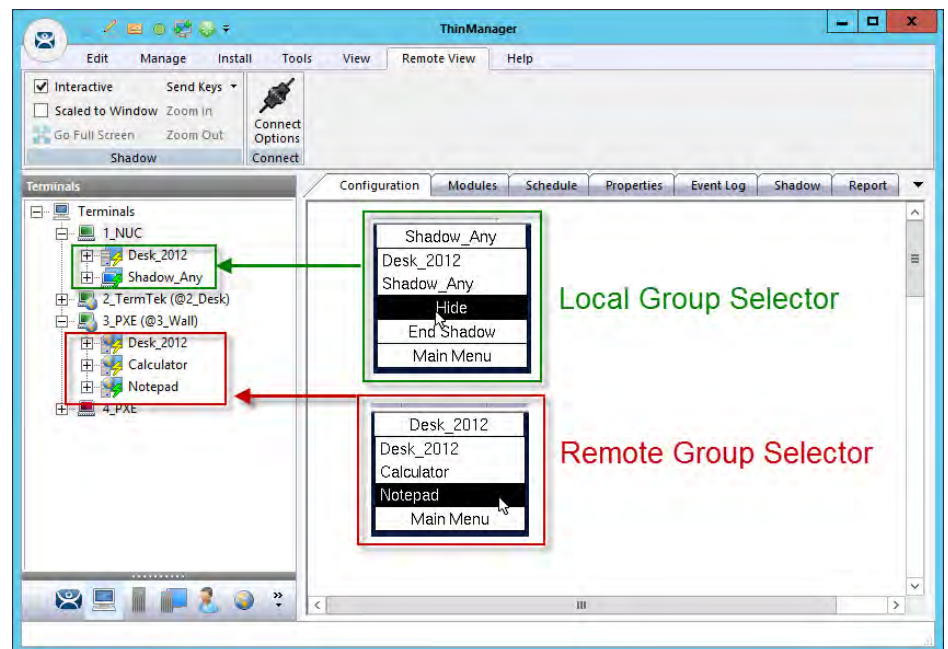 ThinManager
Edit Manage Install Tools View Remote View Help
Interactive Send Keys
Scaled to Window Zoom In
Go Full Screen Zoom Out
Connect Options
Shadow Connect
Terminals
Configuration Modules Schedule Properties Event Log Shadow Report
Terminals
1_NUC
Desk_2012
Shadow_Any
2_TermTek (@2_Desk)
3_PXE (@3_Wall)
Desk_2012
Calculator
Notepad
4_PXE
Shadow_Any
Desk_2012
Shadow_Any
Hide
End Shadow
Main Menu
Local Group Selector
Desk_2012
Desk_2012
Calculator
Notepad
Main Menu
Remote Group Selector